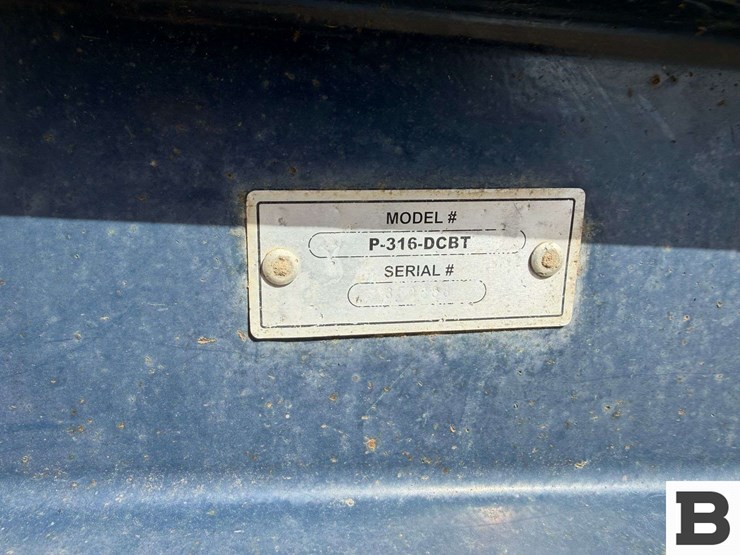 MODEL #
P-316-DCBT
SERIAL #
B